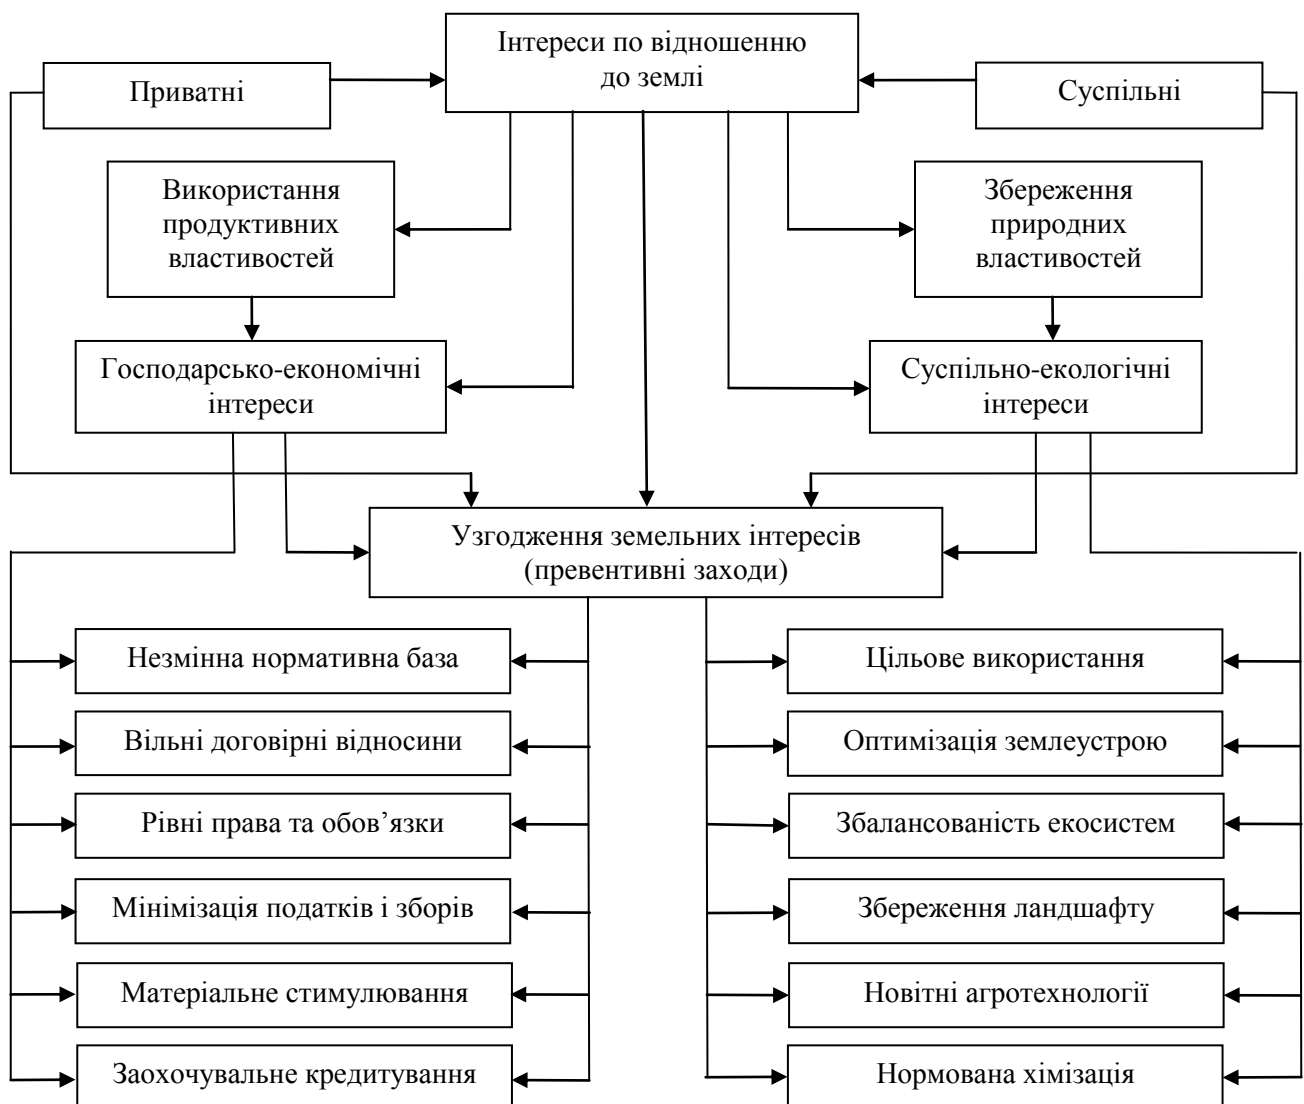 Інтереси по відношенню
до землі
Приватні
Суспільні
Використання
продуктивних
властивостей
Збереження
природних
властивостей
Господарсько-економічні
інтереси
Суспільно-екологічні
інтереси
Узгодження земельних інтересів
(превентивні заходи)
Незмінна нормативна база
Цільове використання
Вільні договірні відносини
Оптимізація землеустрою
Рівні права та обов’язки
Збалансованість екосистем
Мінімізація податків і зборів
Збереження ландшафту
Матеріальне стимулювання
Новітні агротехнології
Заохочувальне кредитування
Нормована хімізація